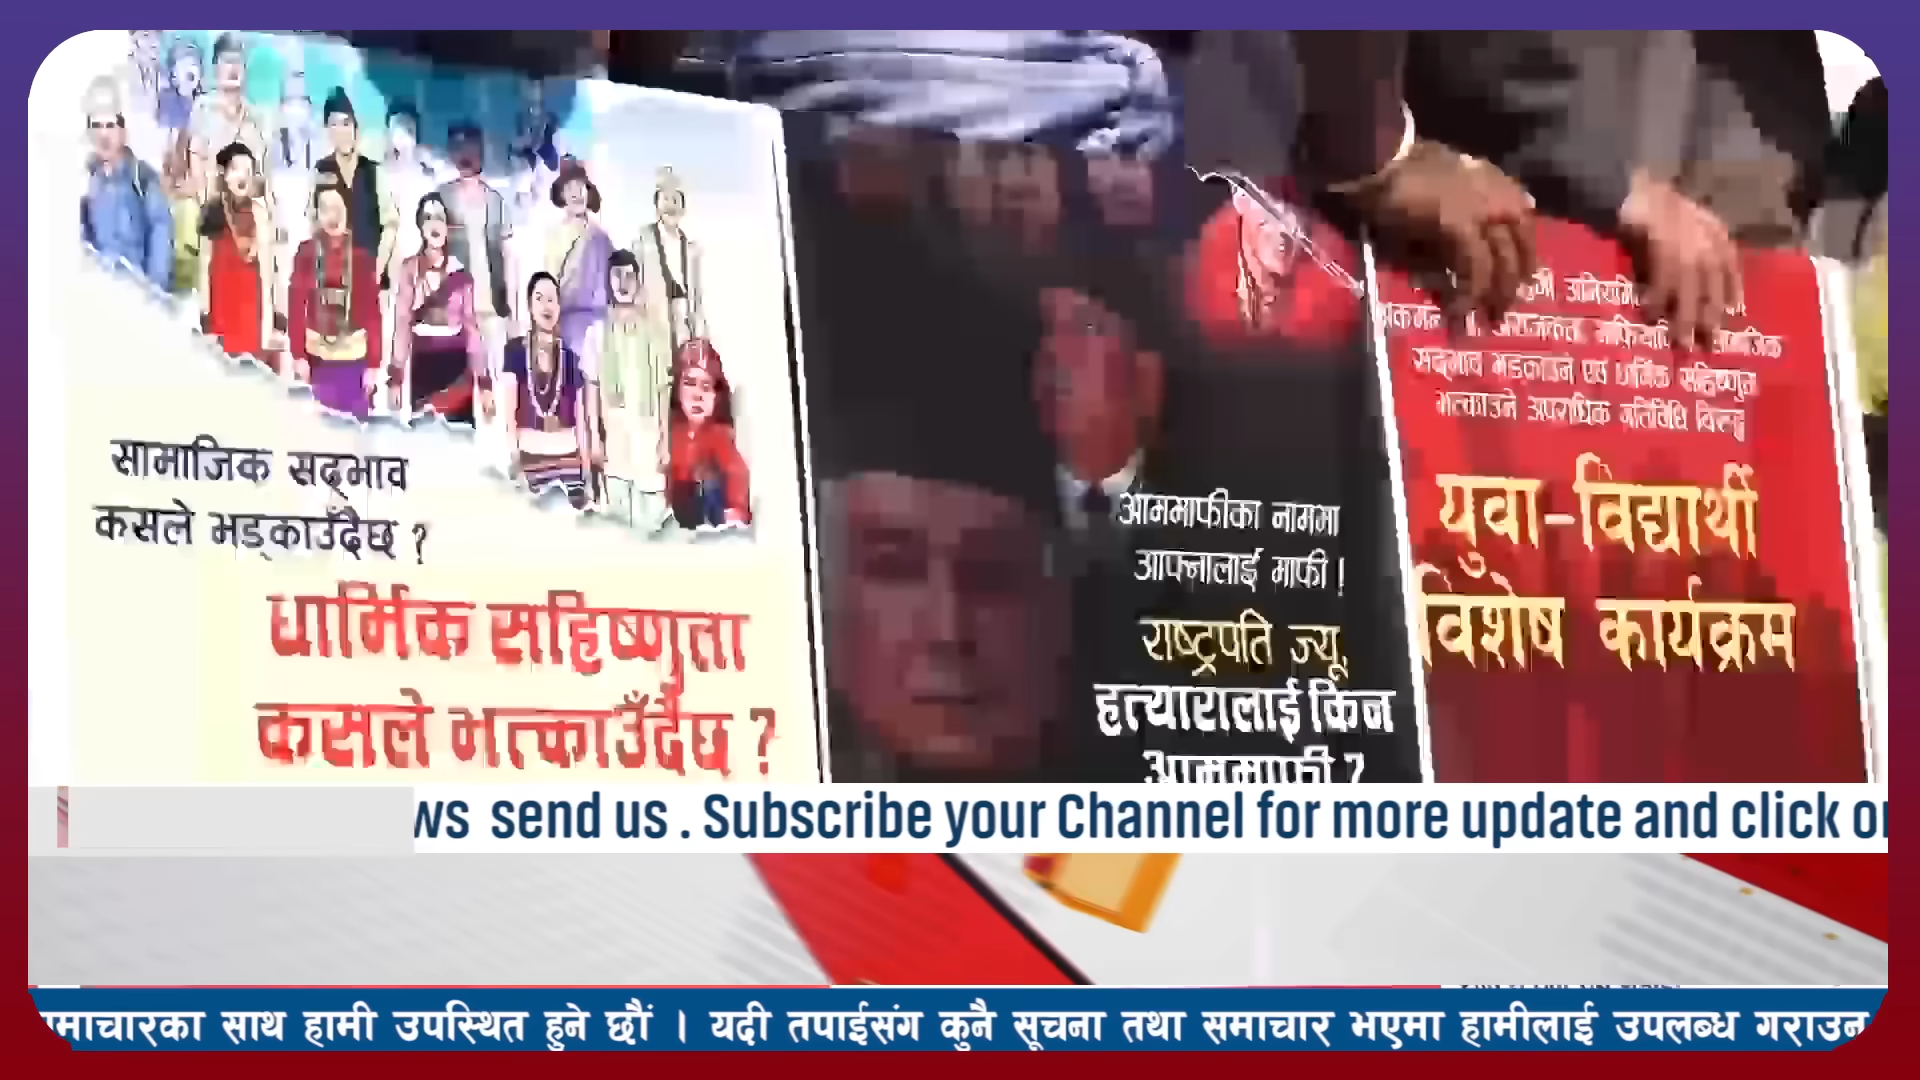 सामाजिक सद्भाव
कसले भड्काउँदैछ ?
धार्मिक सहिष्णुता
कसले भत्काउँदैछ ?
आममाफीका नाममा
आफ्नालाई माफी !
राष्ट्रपति ज्यू,
हत्यारालाई किन
आममाफी ?
सद्भाव भड्काउने एवं धार्मिक सहिष्णुता
भत्काउने अपराधिक गतिविधि विरुद्ध
युवा-विद्यार्थी
विशेष कार्यक्रम
send us . Subscribe your Channel for more update and click
साथ हामी उपस्थित हुने छौं । यदी तपाईसंग कुनै सूचना तथा समाचार भएमा हामीलाई उपलब्ध गराउन